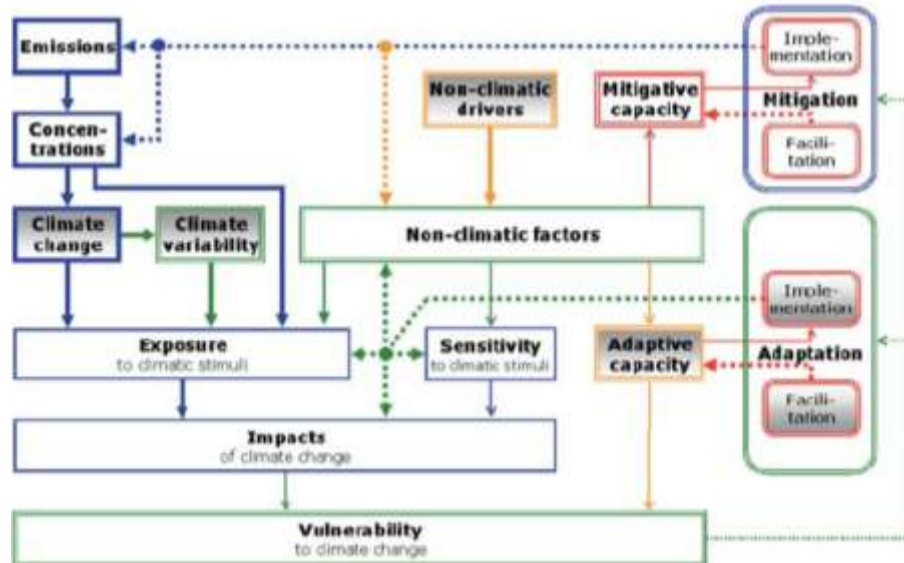 Emissions
Concen-
trations
Climate
change
Climate
variability
Non-climatic
drivers
Mitigative
capacity
Imple-
mentation
Mitigation
Facili-
tation
Non-climatic factors
Exposure
to climatic stimuli
Sensitivity
to climatic stimuli
Adaptive
capacity
Imple-
mentation
Adaptation
Facili-
tation
Impacts
of climate change
Vulnerability
to climate change